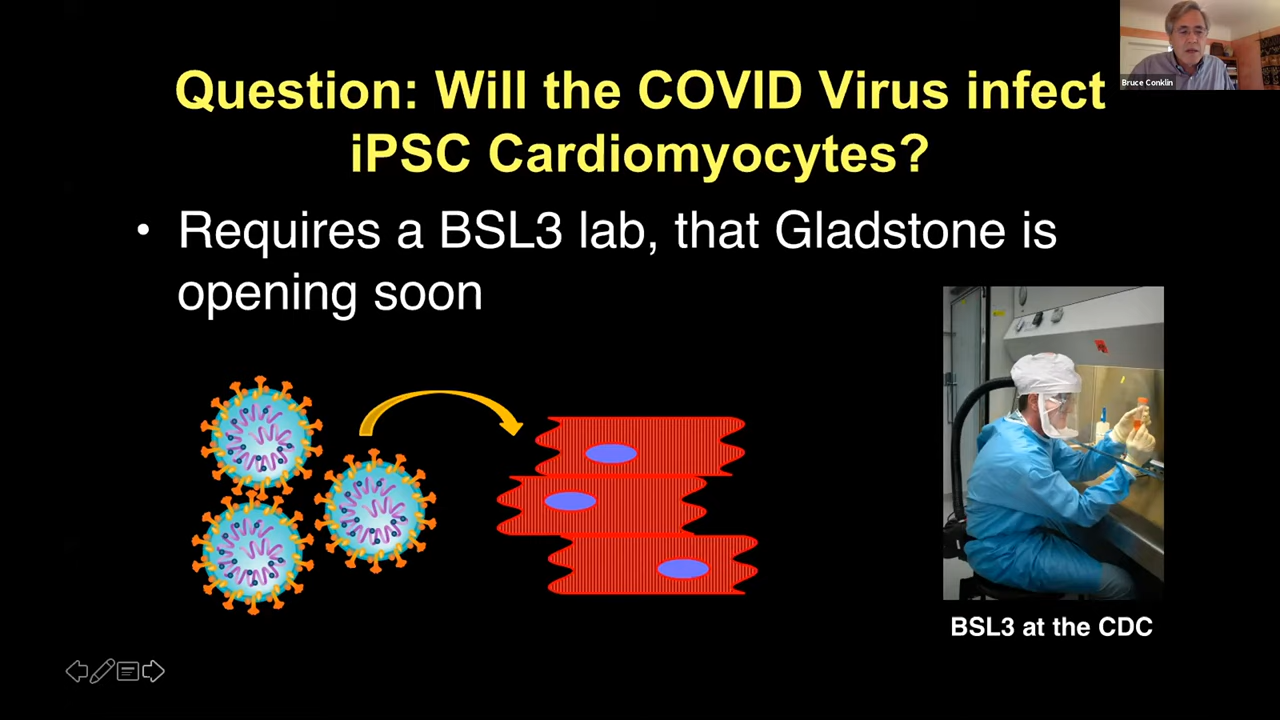 Bruce Conklin
Question: Will the COVID Virus infect
iPSC Cardiomyocytes?
• Requires a BSL3 lab, that Gladstone is
opening soon
BSL3 at the CDC